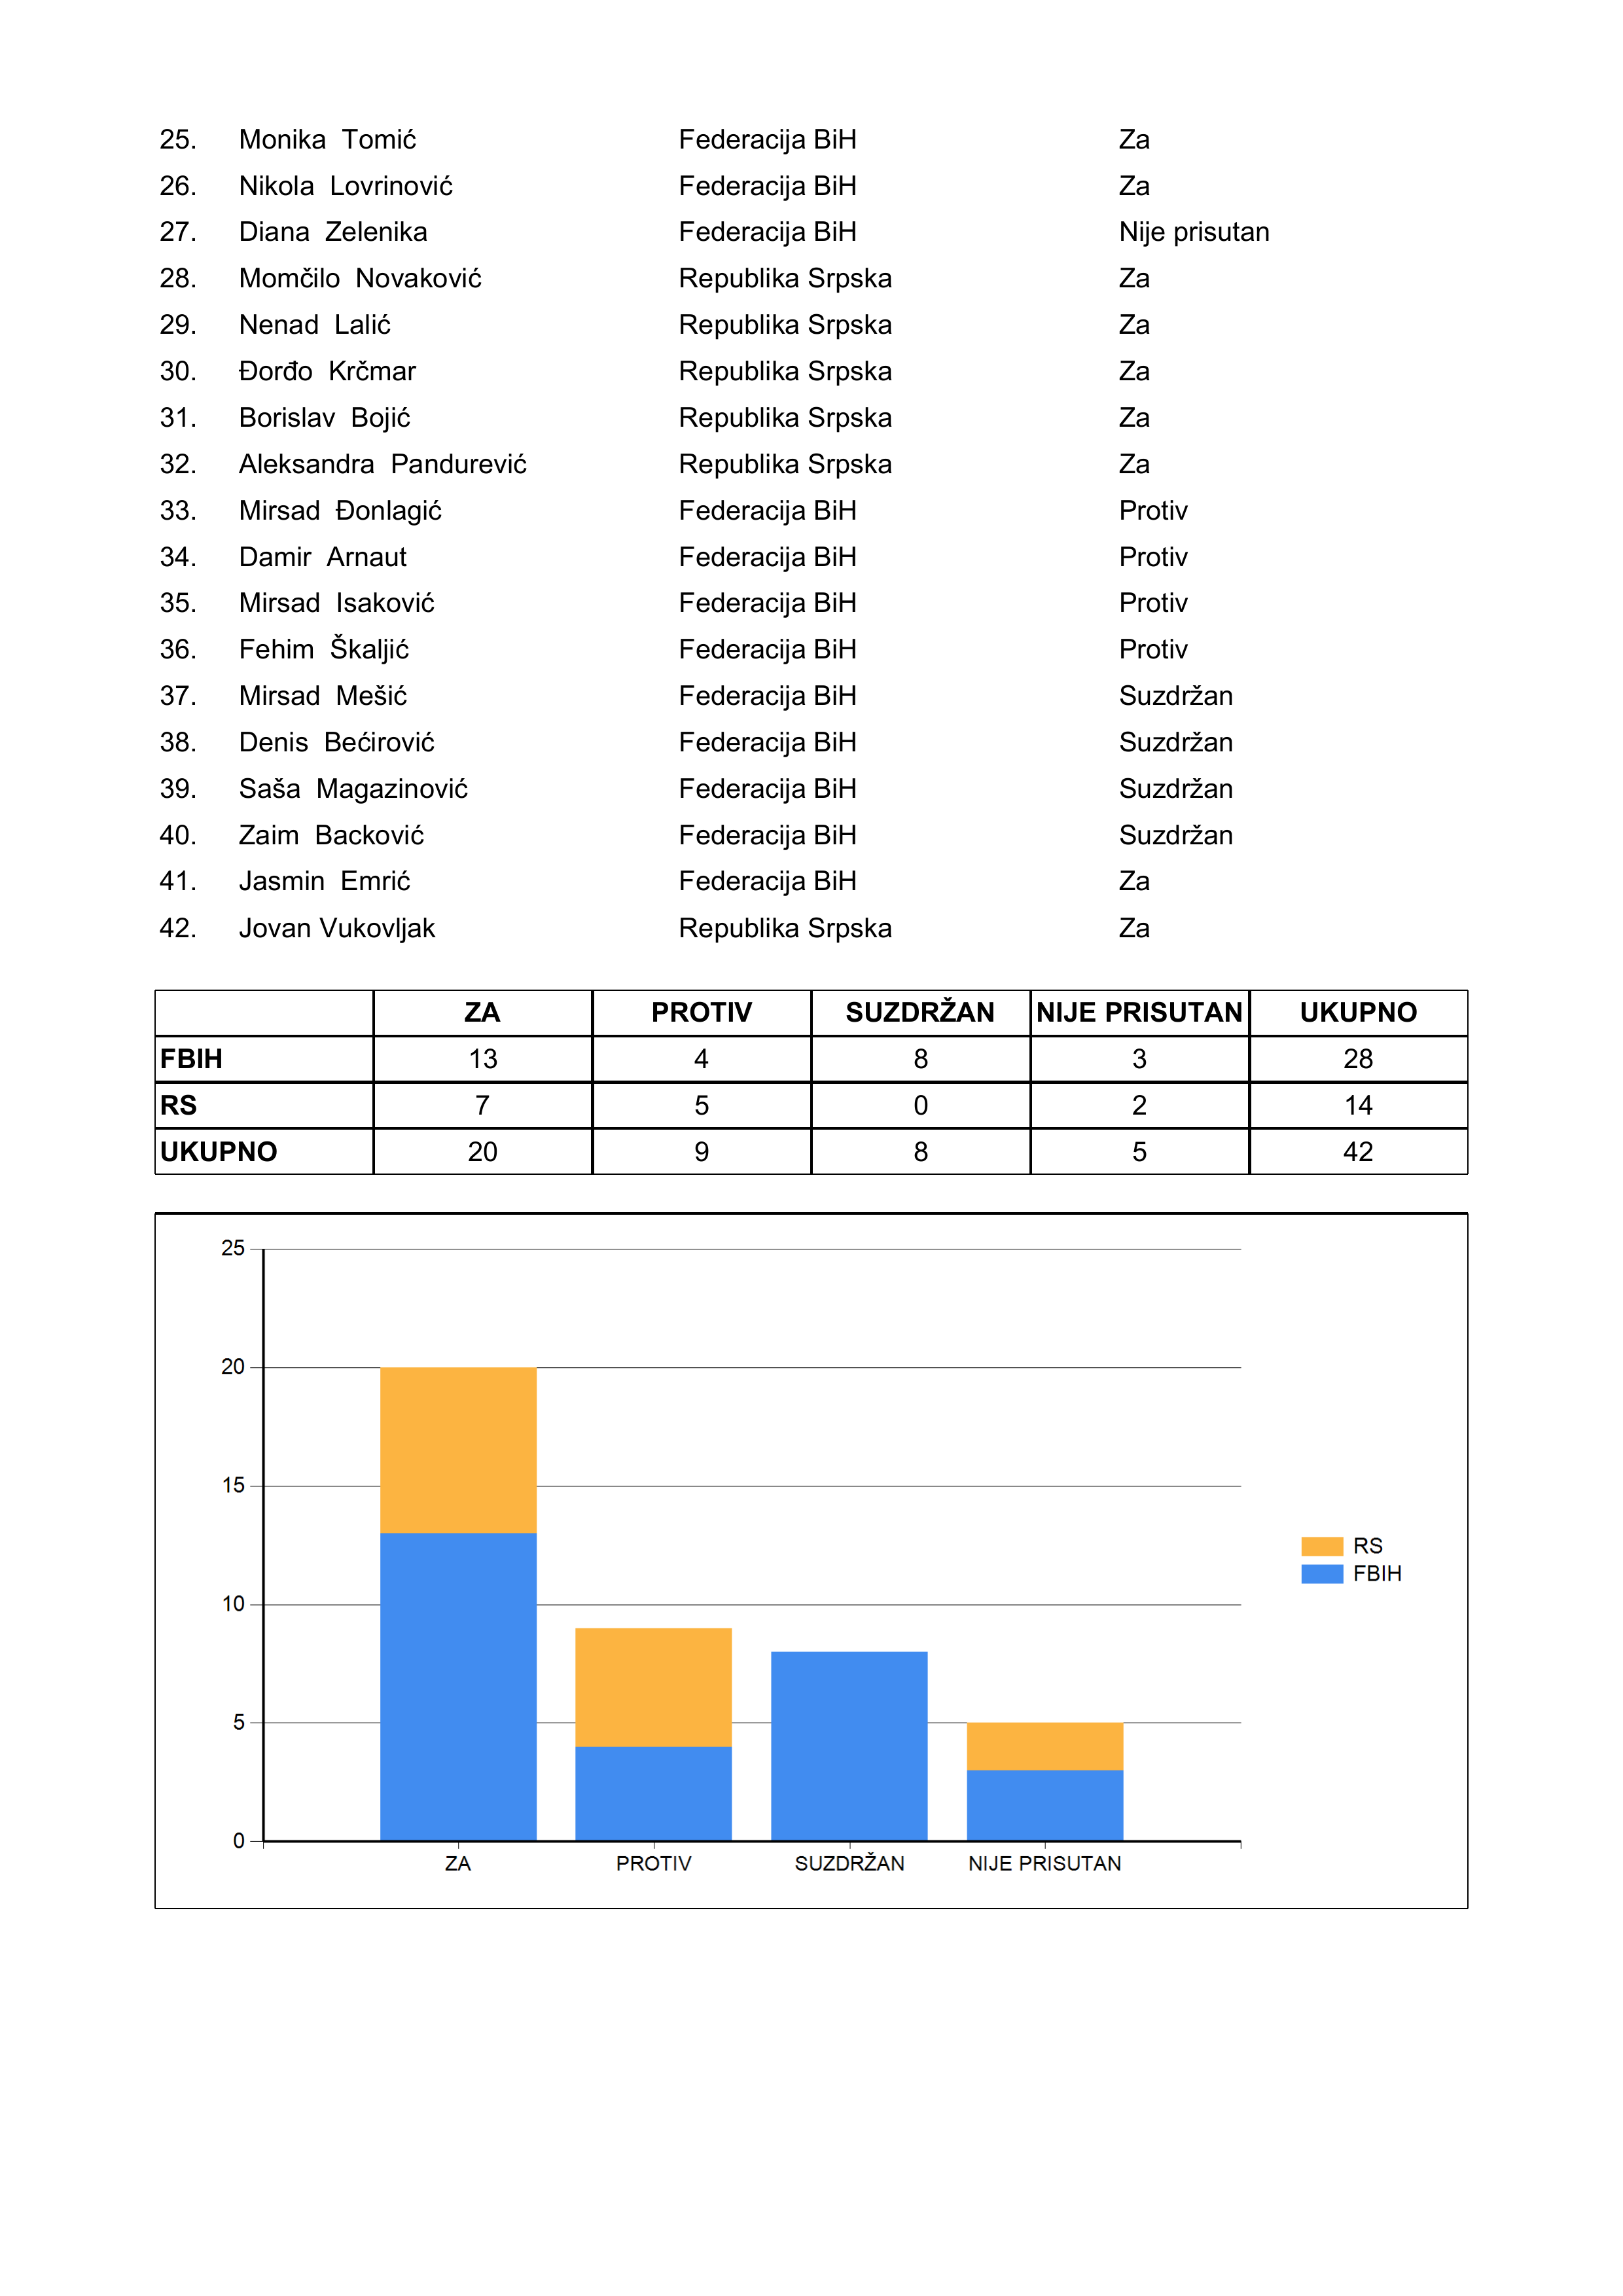 25. Monika Tomić Federacija BiH Za
26. Nikola Lovrinović Federacija BiH Za
27. Diana Zelenika Federacija BiH Nije prisutan
28. Momčilo Novaković Republika Srpska Za
29. Nenad Lalić Republika Srpska Za
30. Đorđo Krčmar Republika Srpska Za
31. Borislav Bojić Republika Srpska Za
32. Aleksandra Pandurević Republika Srpska Za
33. Mirsad Đonlagić Federacija BiH Protiv
34. Damir Arnaut Federacija BiH Protiv
35. Mirsad Isaković Federacija BiH Protiv
36. Fehim Škaljić Federacija BiH Protiv
37. Mirsad Mešić Federacija BiH Suzdržan
38. Denis Bećirović Federacija BiH Suzdržan
39. Saša Magazinović Federacija BiH Suzdržan
40. Zaim Backović Federacija BiH Suzdržan
41. Jasmin Emrić Federacija BiH Za
42. Jovan Vukovljak Republika Srpska Za
ZA PROTIV SUZDRŽAN NIJE PRISUTAN UKUPNO
FBIH 13 4 8 3 28
RS 7 5 0 2 14
UKUPNO 20 9 8 5 42
25
20
15
10
5
0
ZA PROTIV SUZDRŽAN NIJE PRISUTAN
RS
FBIH